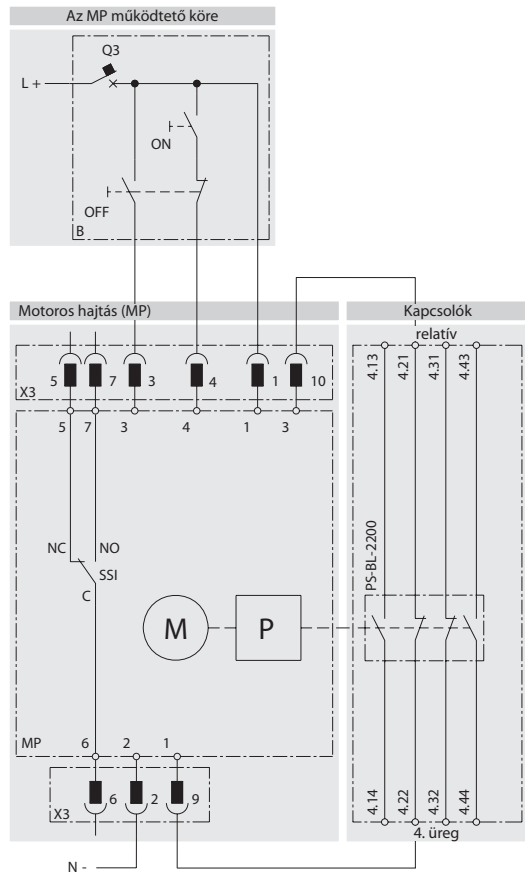 Az MP működtető köre
Q3
L +
ON
OFF
B
Motoros hajtás (MP)
Kapcsolók
relatív
4.13
4.21
4.31
4.43
5 7 3 4 1 10
X3
5 7 3 4 1 3
NC NO
SSI
C
M P
PS-BL-2200
MP 6 2 1
6 2 9
X3
4.14
4.22
4.32
4.44
4. üreg
N -